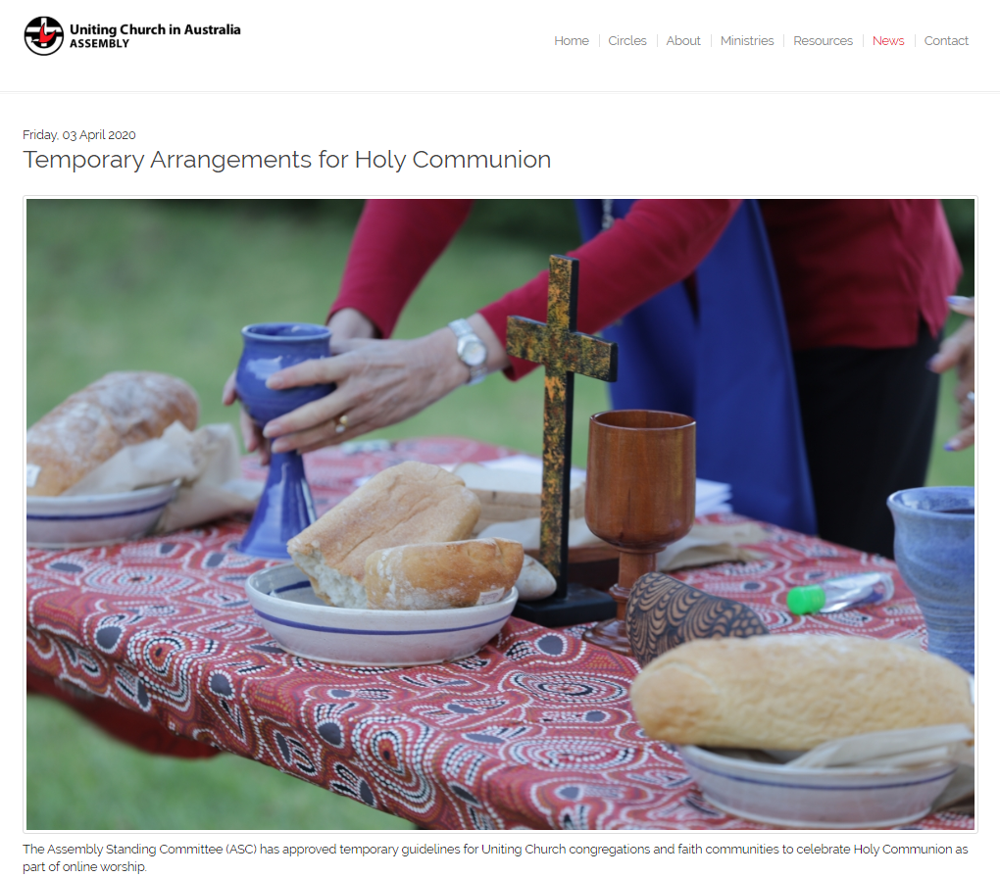 Uniting Church in Australia
ASSEMBLY
Home Circles About Ministries Resources News Contact
Friday, 03 April 2020
Temporary Arrangements for Holy Communion
The Assembly Standing Committee (ASC) has approved temporary guidelines for Uniting Church congregations and faith communities to celebrate Holy Communion as
part of online worship.